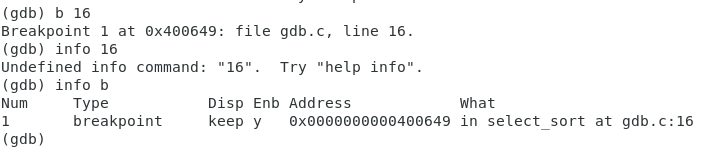 (gdb) b 16
Breakpoint 1 at 0x400649: file gdb.c, line 16.
(gdb) info 16
Undefined info command: "16".  Try "help info".
(gdb) info b
Num     Type           Disp Enb Address            What
1       breakpoint     keep y   0x0000000000400649 in select_sort at gdb.c:16
(gdb)